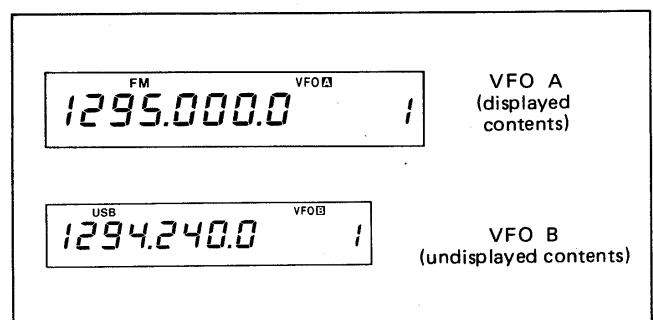 FM VFO A
1295.000.0 1
VFO A
(displayed
contents)
USB VFO B
1294.240.0 1
VFO B
(undisplayed contents)